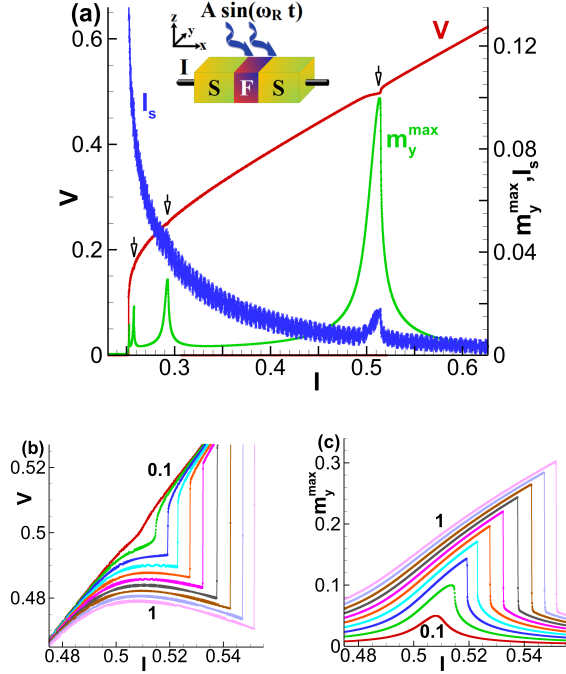 (a)
A sin(ω_R t)
z
y
x
I
S F S
V
I_s
m_y^max
0.6
0.4
0.2
0
V
0.12
0.08
0.04
0
m_y^max, I_s
0.3 0.4 0.5 0.6
I
(b)
0.1
1
0.52
0.5
0.48
V
0.48 0.5 0.52 0.54
I
(c)
1
0.1
0.3
0.2
0.1
0
m_y^max
0.48 0.5 0.52 0.54
I